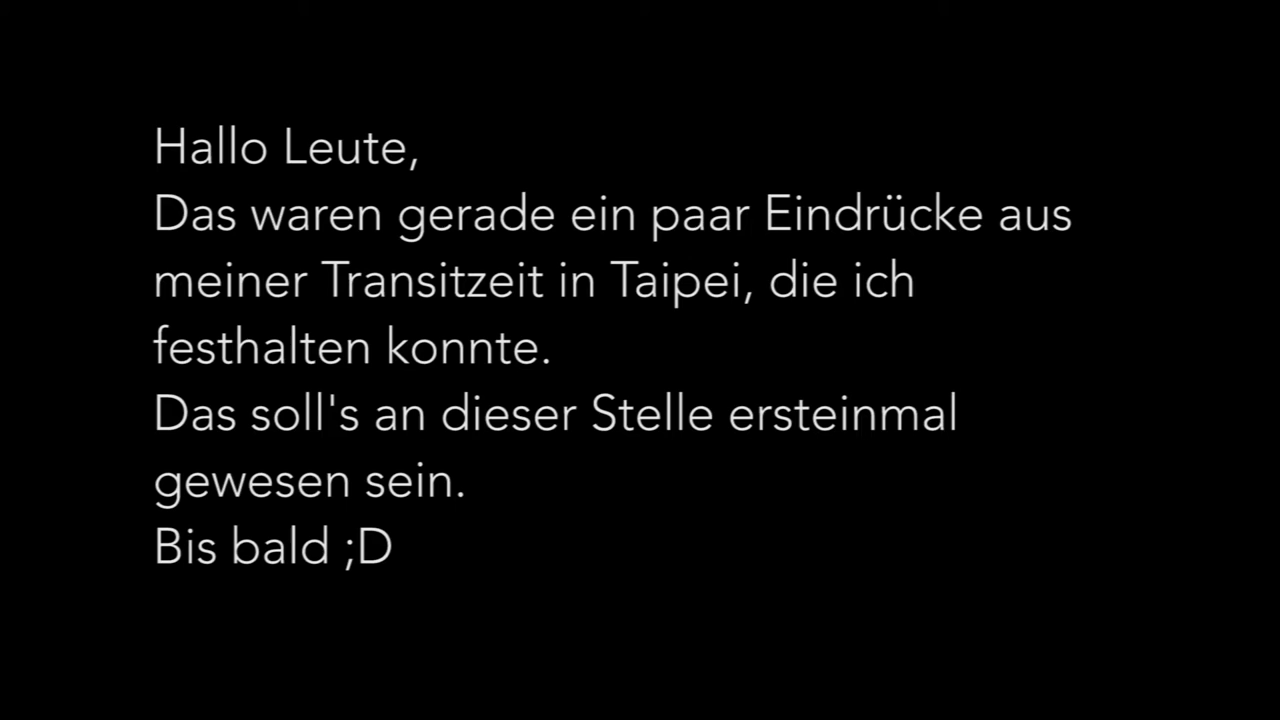 Hallo Leute,
Das waren gerade ein paar Eindrücke aus
meiner Transitzeit in Taipei, die ich
festhalten konnte.
Das soll's an dieser Stelle ersteinmal
gewesen sein.
Bis bald ;D